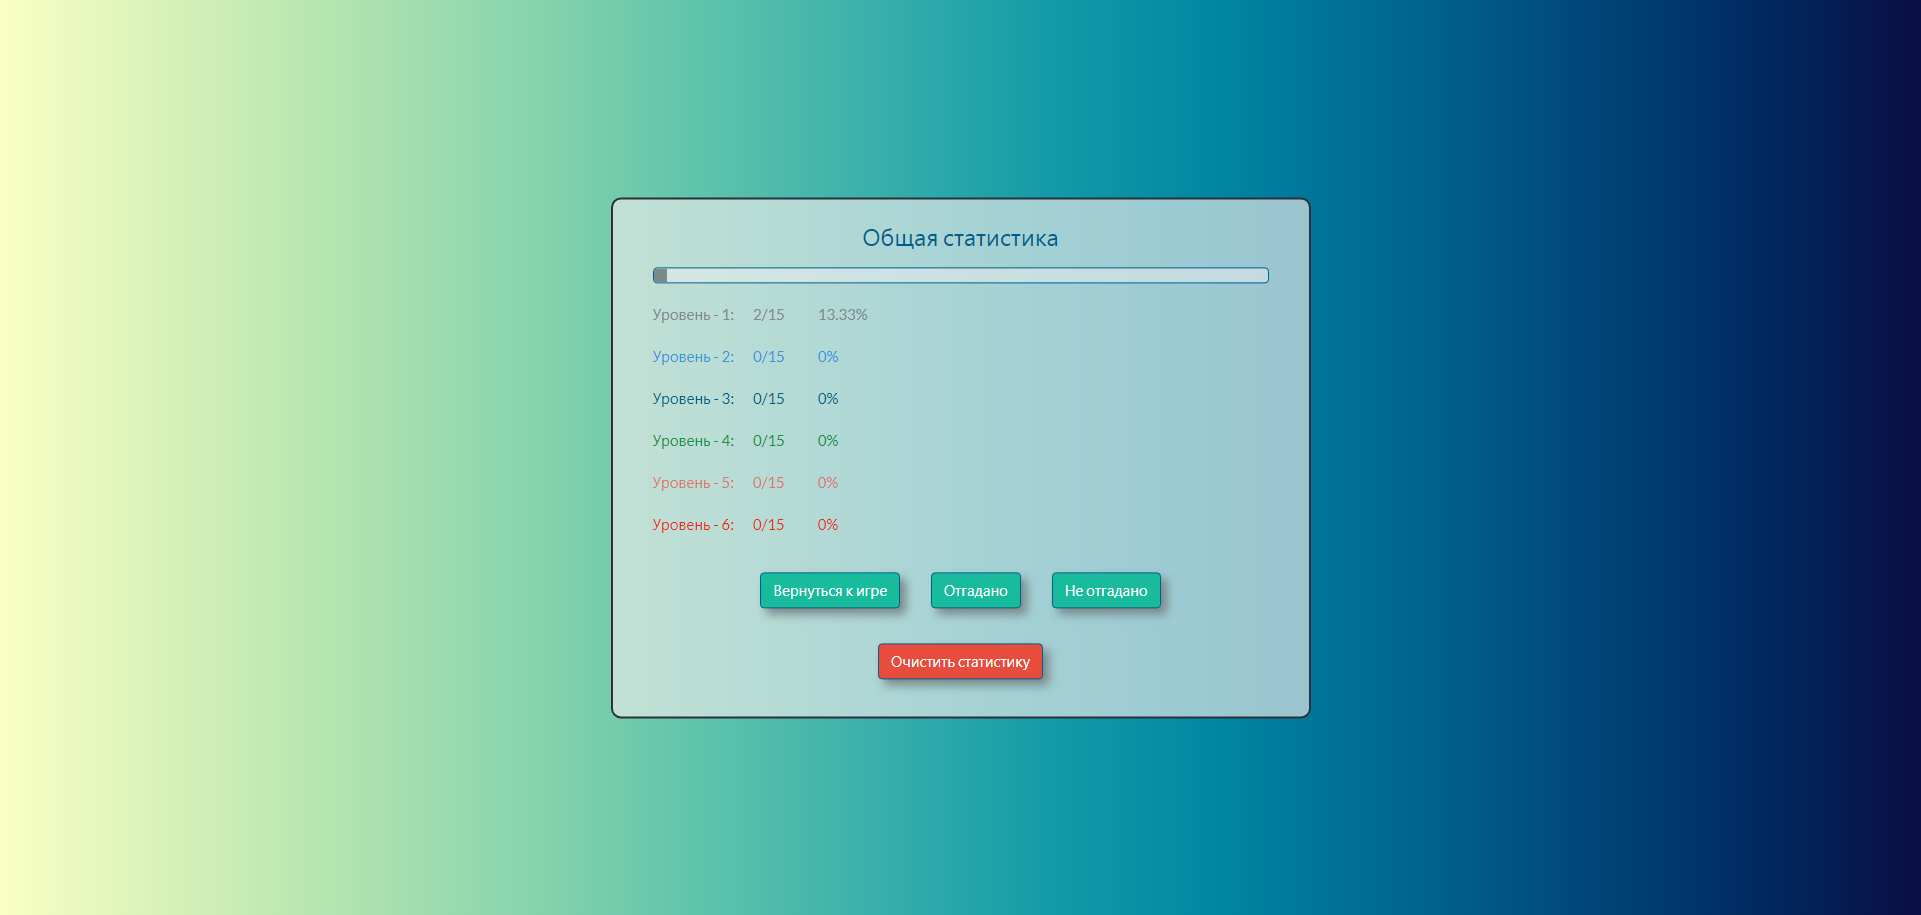 Общая статистика
Уровень - 1: 2/15 13.33%
Уровень - 2: 0/15 0%
Уровень - 3: 0/15 0%
Уровень - 4: 0/15 0%
Уровень - 5: 0/15 0%
Уровень - 6: 0/15 0%
Вернуться к игре Отгадано Не отгадано
Очистить статистику